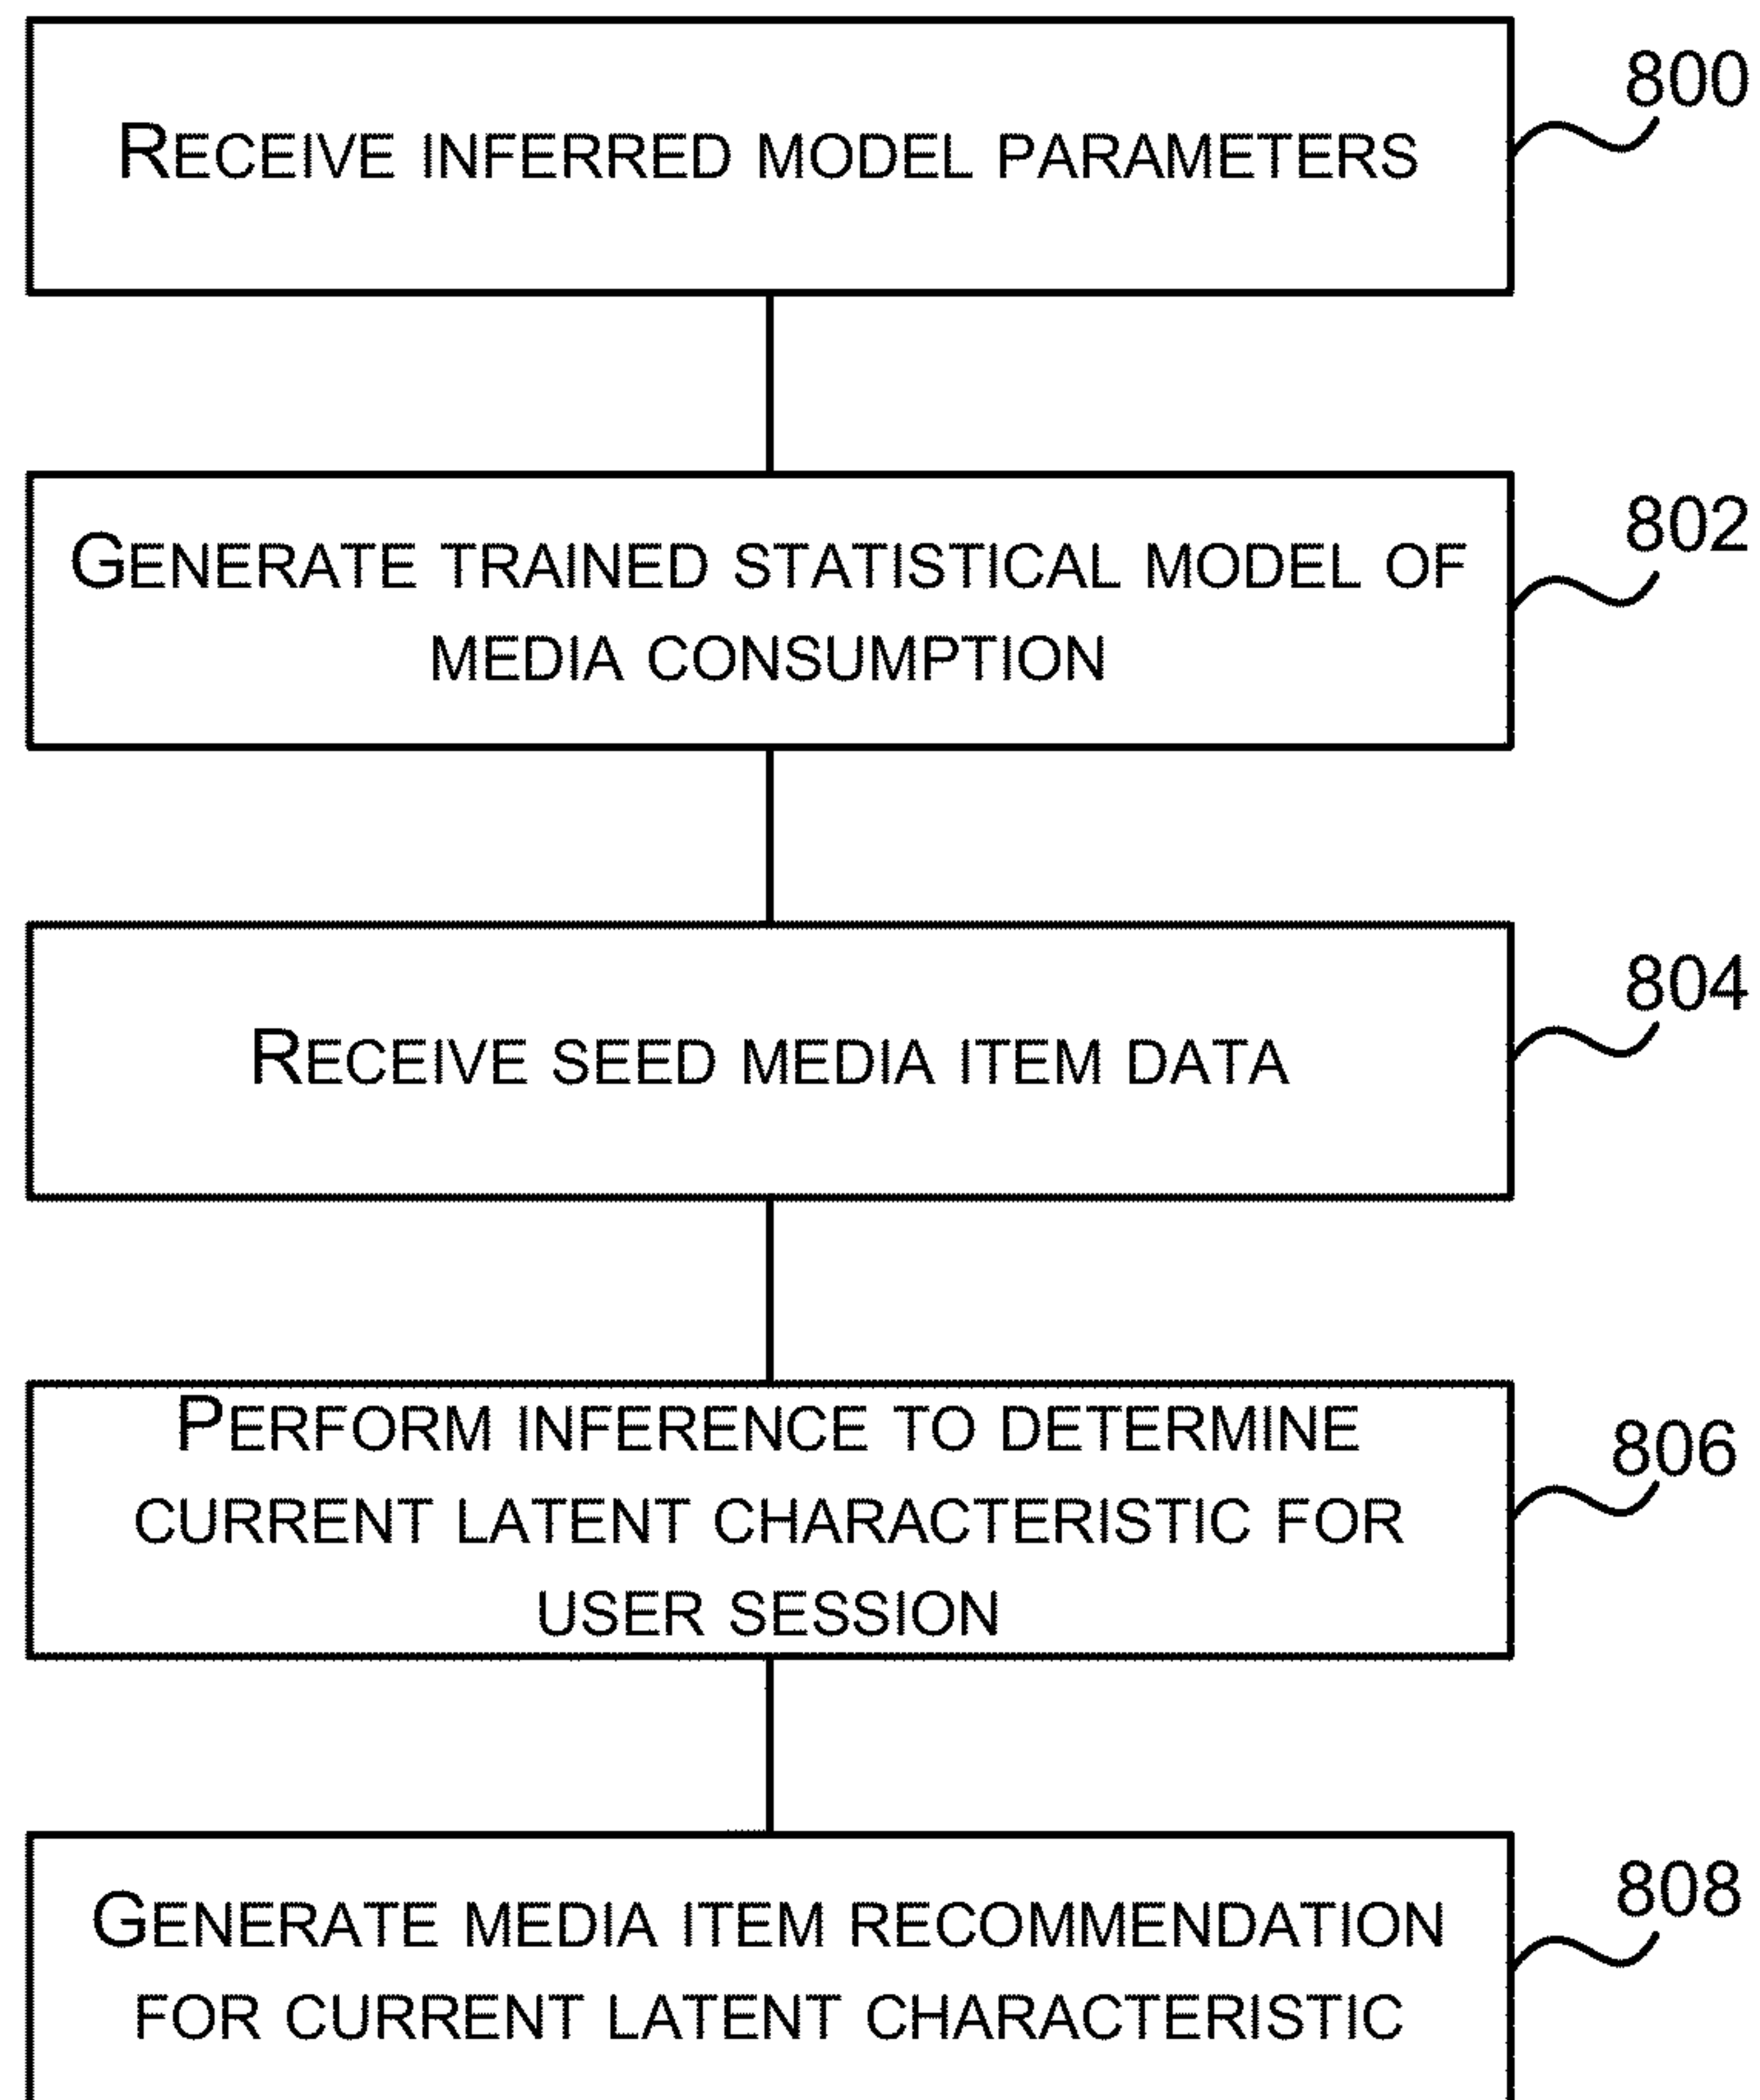 RECEIVE INFERRED MODEL PARAMETERS
800
GENERATE TRAINED STATISTICAL MODEL OF
MEDIA CONSUMPTION
802
RECEIVE SEED MEDIA ITEM DATA
804
PERFORM INFERENCE TO DETERMINE
CURRENT LATENT CHARACTERISTIC FOR
USER SESSION
806
GENERATE MEDIA ITEM RECOMMENDATION
FOR CURRENT LATENT CHARACTERISTIC
808